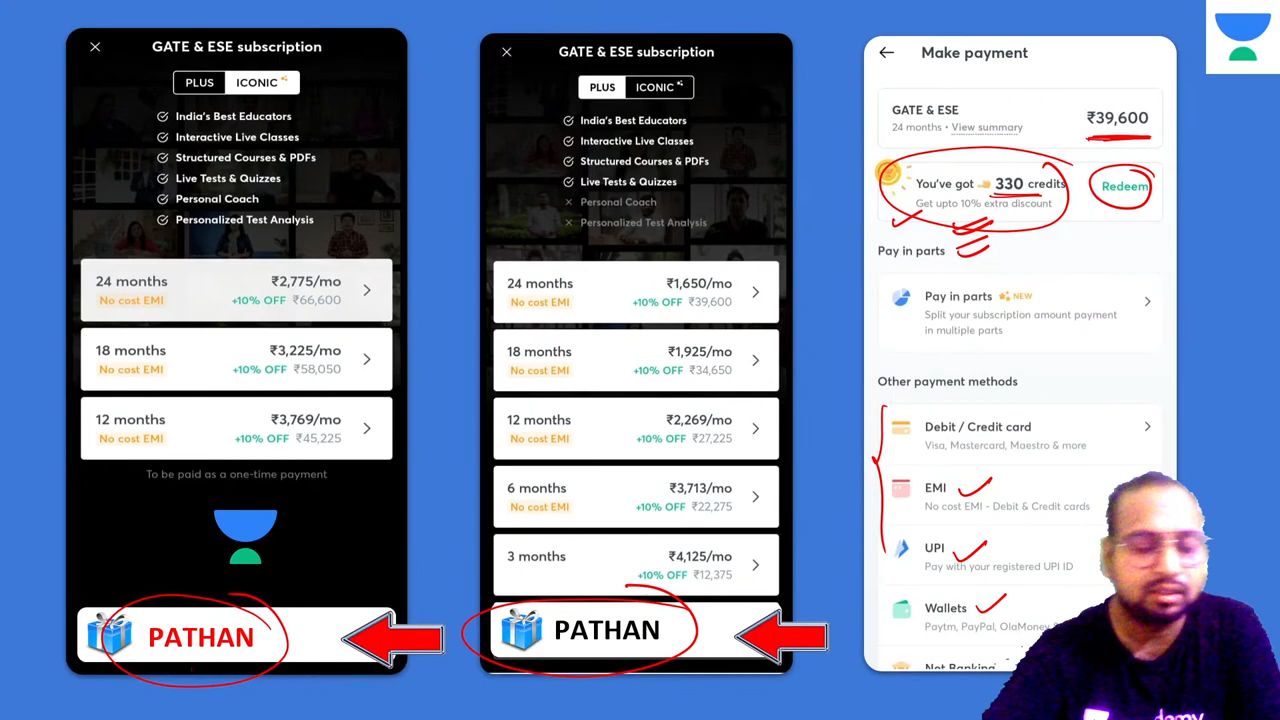 GATE & ESE subscription
PLUS ICONIC
India's Best Educators
Interactive Live Classes
Structured Courses & PDFs
Live Tests & Quizzes
Personal Coach
Personalized Test Analysis
24 months ₹2,775/mo
No cost EMI +10% OFF ₹66,600
18 months ₹3,225/mo
No cost EMI +10% OFF ₹58,050
12 months ₹3,769/mo
No cost EMI +10% OFF ₹45,225
To be paid as a one-time payment
PATHAN
GATE & ESE subscription
PLUS ICONIC
India's Best Educators
Interactive Live Classes
Structured Courses & PDFs
Live Tests & Quizzes
Personal Coach
Personalized Test Analysis
24 months ₹1,650/mo
No cost EMI +10% OFF ₹39,600
18 months ₹1,925/mo
No cost EMI +10% OFF ₹34,650
12 months ₹2,269/mo
No cost EMI +10% OFF ₹27,225
6 months ₹3,713/mo
No cost EMI +10% OFF ₹22,275
3 months ₹4,125/mo
+10% OFF ₹12,375
PATHAN
Make payment
GATE & ESE ₹39,600
24 months • View summary
You've got 330 credits Redeem
Get upto 10% extra discount
Pay in parts
Pay in parts NEW
Split your subscription amount payment
in multiple parts
Other payment methods
Debit / Credit card
Visa, Mastercard, Maestro & more
EMI
No cost EMI - Debit & Credit cards
UPI
Pay with your registered UPI ID
Wallets
Paytm, PayPal, OlaMoney
Net Banking